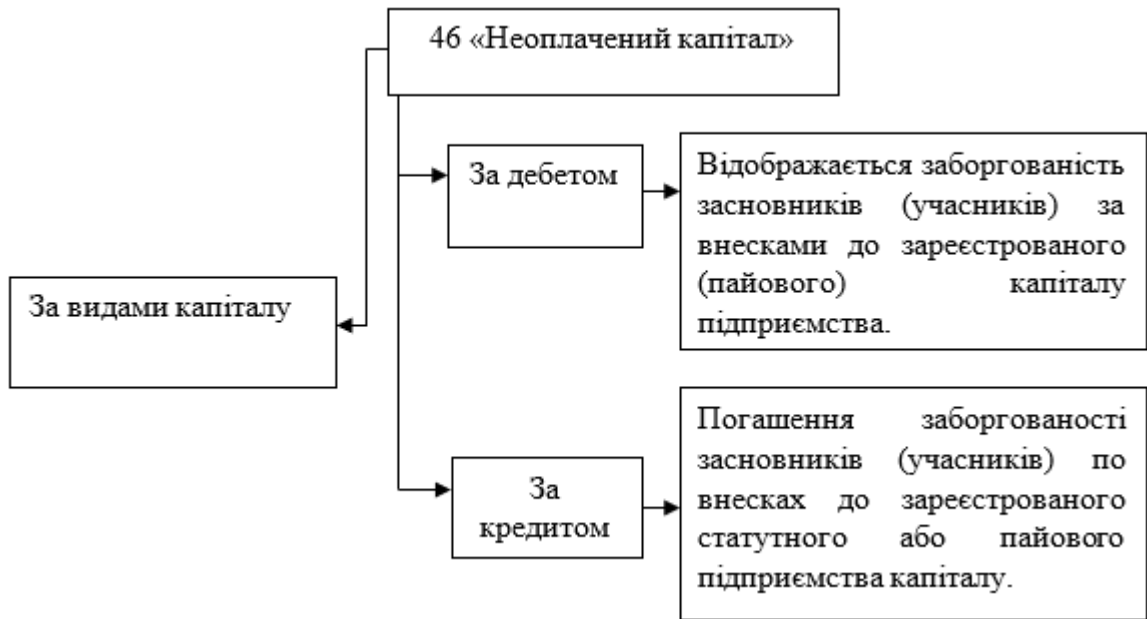 46 «Неоплачений капітал»
За дебетом
Відображається заборгованість
засновників (учасників) за
внесками до зареєстрованого
(пайового) капіталу
підприємства.
За видами капіталу
За
кредитом
Погашення заборгованості
засновників (учасників) по
внесках до зареєстрованого
статутного або пайового
підприємства капіталу.